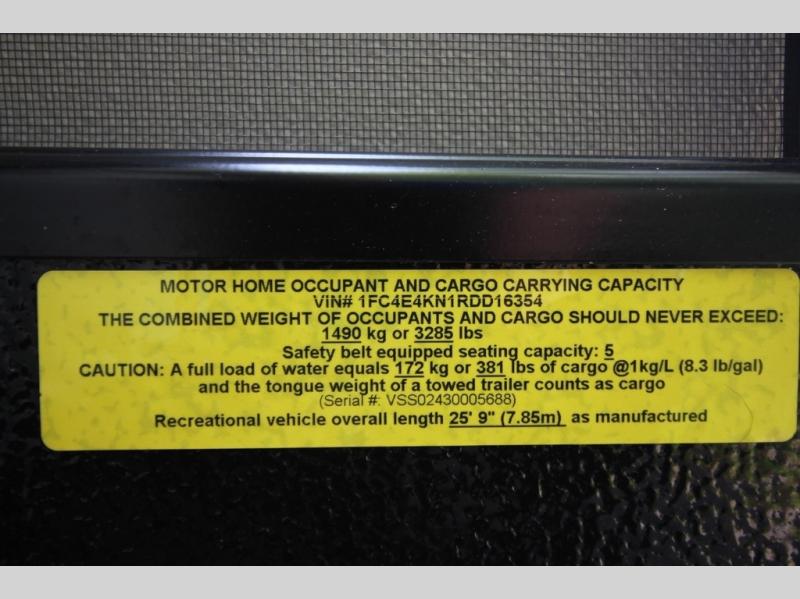 MOTOR HOME OCCUPANT AND CARGO CARRYING CAPACITY
VIN# 1FC4E4KN1RDD16354
THE COMBINED WEIGHT OF OCCUPANTS AND CARGO SHOULD NEVER EXCEED:
1490 kg or 3285 lbs
Safety belt equipped seating capacity: 5
CAUTION: A full load of water equals 172 kg or 381 lbs of cargo @1kg/L (8.3 lb/gal)
and the tongue weight of a towed trailer counts as cargo
(Serial #: VSS02430005688)
Recreational vehicle overall length 25' 9" (7.85m) as manufactured